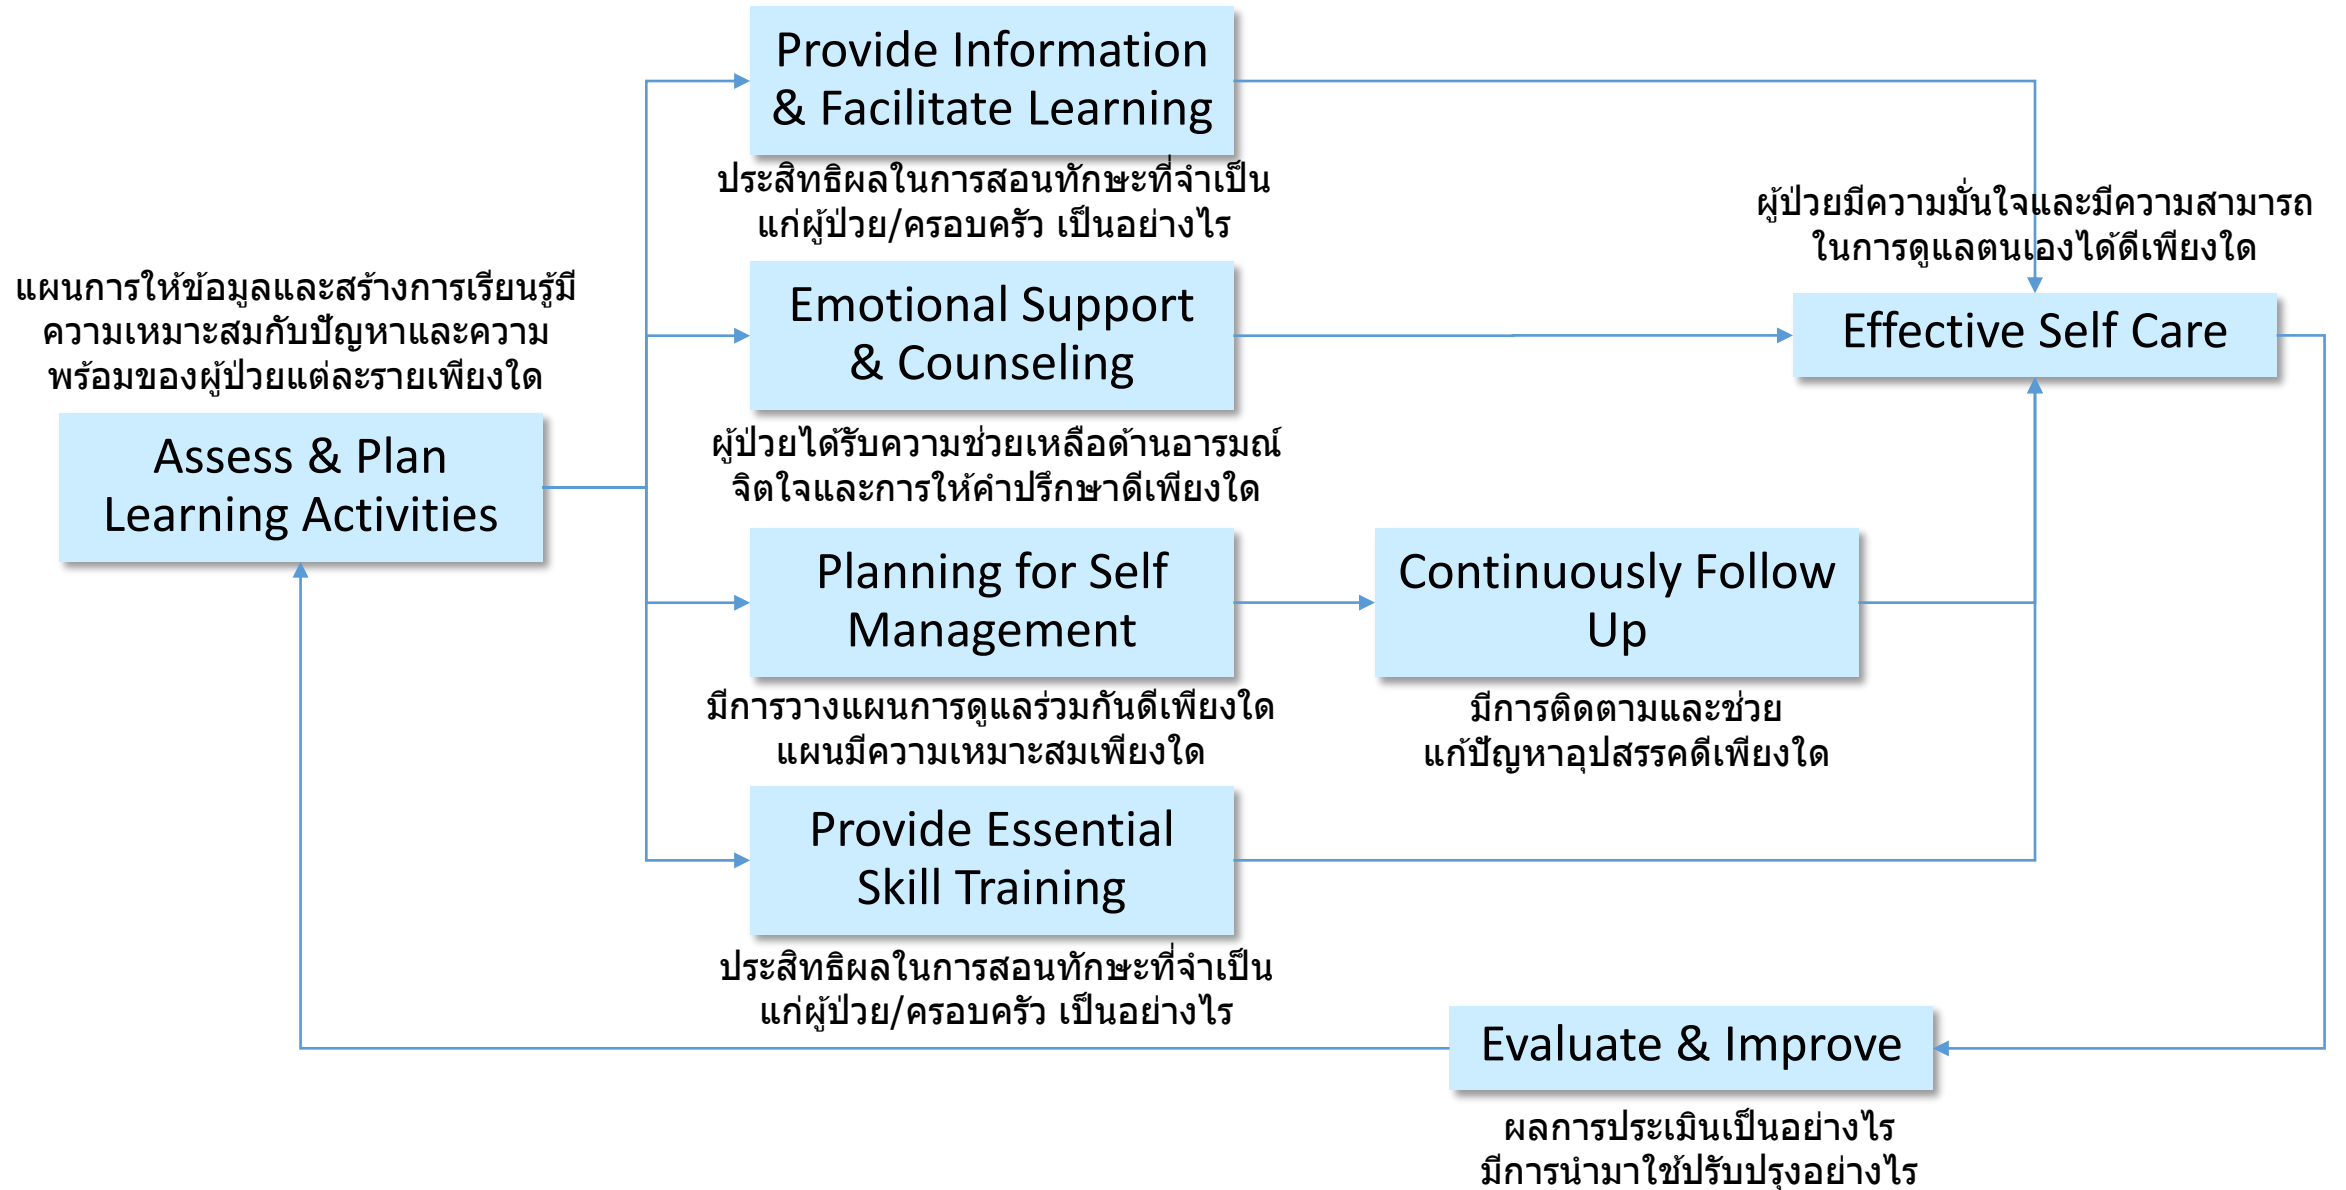 Provide Information
& Facilitate Learning
ประสิทธิผลในการสอนทักษะที่จำเป็น
แก่ผู้ป่วย/ครอบครัว เป็นอย่างไร
ผู้ป่วยมีความมั่นใจและมีความสามารถ
ในการดูแลตนเองได้ดีเพียงใด
แผนการให้ข้อมูลและสร้างการเรียนรู้มี
ความเหมาะสมกับปัญหาและความ
พร้อมของผู้ป่วยแต่ละรายเพียงใด
Emotional Support
& Counseling
Effective Self Care
Assess & Plan
Learning Activities
ผู้ป่วยได้รับความช่วยเหลือด้านอารมณ์
จิตใจและการให้คำปรึกษาดีเพียงใด
Planning for Self
Management
Continuously Follow
Up
มีการวางแผนการดูแลร่วมกันดีเพียงใด
แผนมีความเหมาะสมเพียงใด
มีการติดตามและช่วย
แก้ปัญหาอุปสรรคดีเพียงใด
Provide Essential
Skill Training
ประสิทธิผลในการสอนทักษะที่จำเป็น
แก่ผู้ป่วย/ครอบครัว เป็นอย่างไร
Evaluate & Improve
ผลการประเมินเป็นอย่างไร
มีการนำมาใช้ปรับปรุงอย่างไร